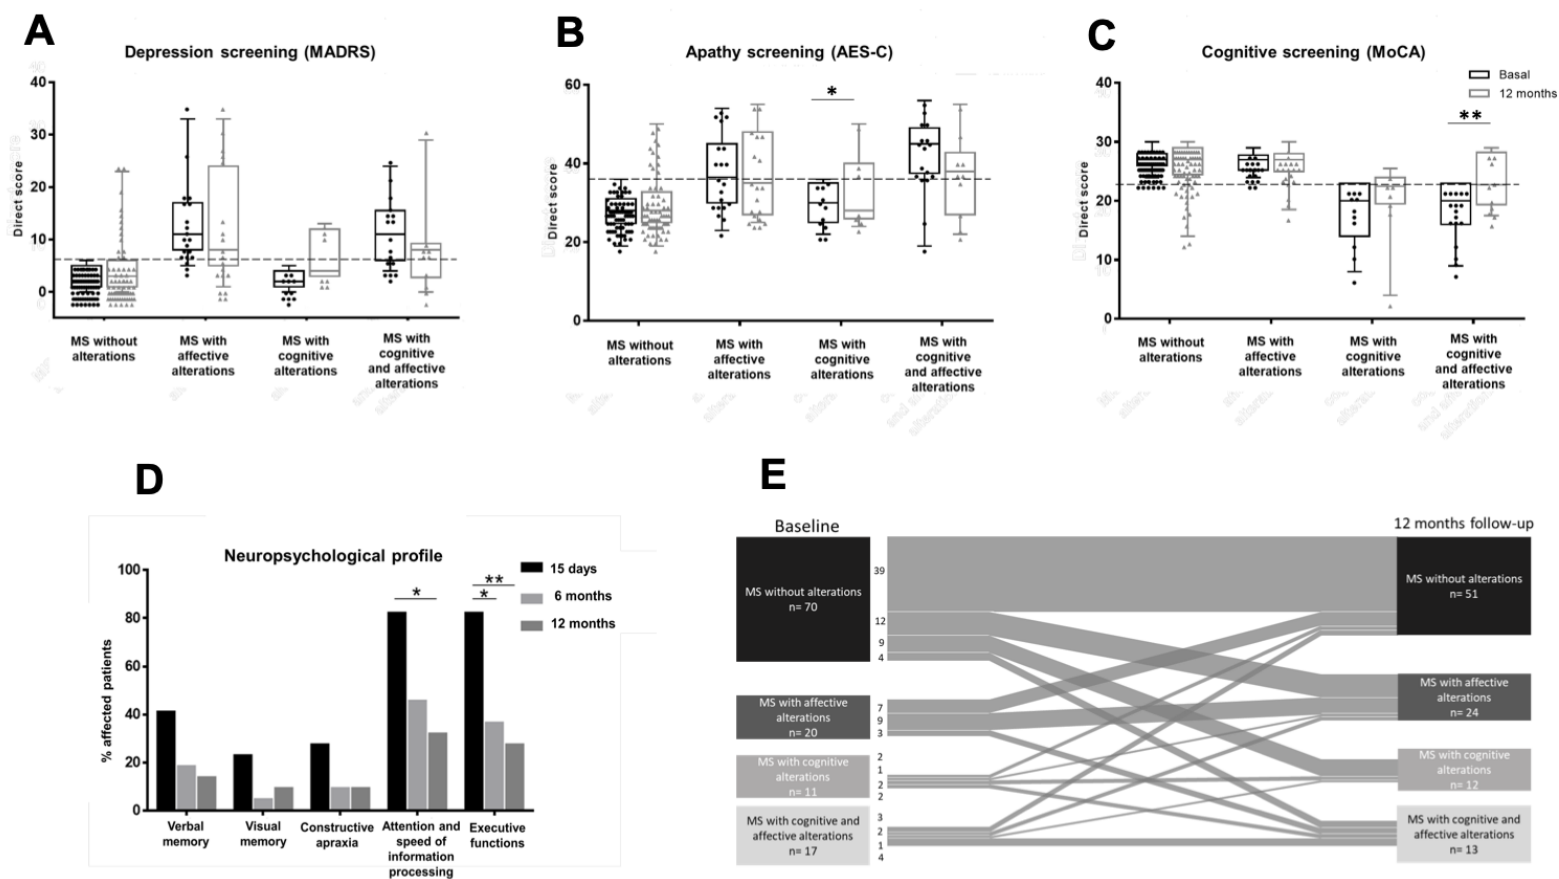 A
Depression screening (MADRS)
Direct score
40
30
20
10
0
MS without
alterations
MS with
affective
alterations
MS with
cognitive
alterations
MS with
cognitive
and affective
alterations
B
Apathy screening (AES-C)
Direct score
60
40
20
0
*
MS without
alterations
MS with
affective
alterations
MS with
cognitive
alterations
MS with
cognitive
and affective
alterations
C
Cognitive screening (MoCA)
Basal
12 months
Direct score
40
30
20
10
0
**
MS without
alterations
MS with
affective
alterations
MS with
cognitive
alterations
MS with
cognitive
and affective
alterations
D
Neuropsychological profile
15 days
6 months
12 months
% affected patients
100
80
60
40
20
0
*
**
*
Verbal
memory
Visual
memory
Constructive
apraxia
Attention and
speed of
information
processing
Executive
functions
E
Baseline
12 months follow-up
MS without alterations
n= 70
MS with affective
alterations
n= 20
MS with cognitive
alterations
n= 11
MS with cognitive and
affective alterations
n= 17
39
12
9
4
7
9
3
2
1
2
2
3
2
1
4
MS without alterations
n= 51
MS with affective
alterations
n= 24
MS with cognitive
alterations
n= 12
MS with cognitive and
affective alterations
n= 13